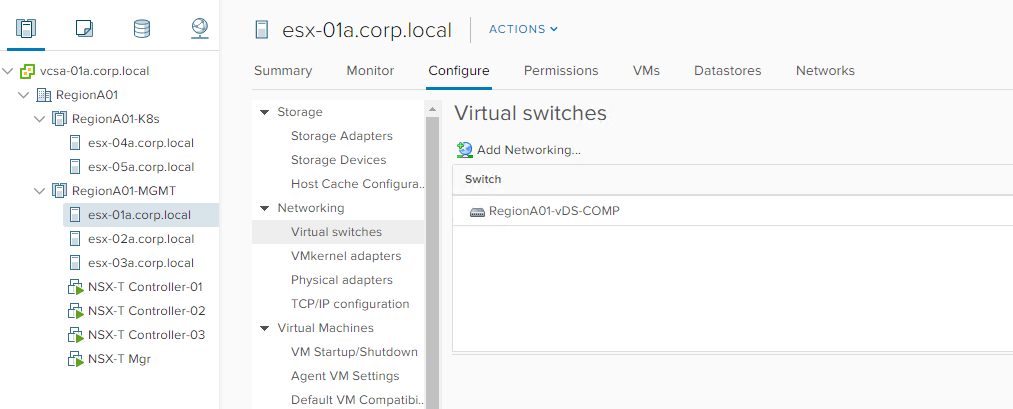 esx-01a.corp.local
ACTIONS
vcsa-01a.corp.local
RegionA01
RegionA01-K8s
esx-04a.corp.local
esx-05a.corp.local
RegionA01-MGMT
esx-01a.corp.local
esx-02a.corp.local
esx-03a.corp.local
NSX-T Controller-01
NSX-T Controller-02
NSX-T Controller-03
NSX-T Mgr
Summary Monitor Configure Permissions VMs Datastores Networks
Storage
Storage Adapters
Storage Devices
Host Cache Configura..
Networking
Virtual switches
VMkernel adapters
Physical adapters
TCP/IP configuration
Virtual Machines
VM Startup/Shutdown
Agent VM Settings
Default VM Compatibi..
Virtual switches
Add Networking...
Switch
RegionA01-vDS-COMP